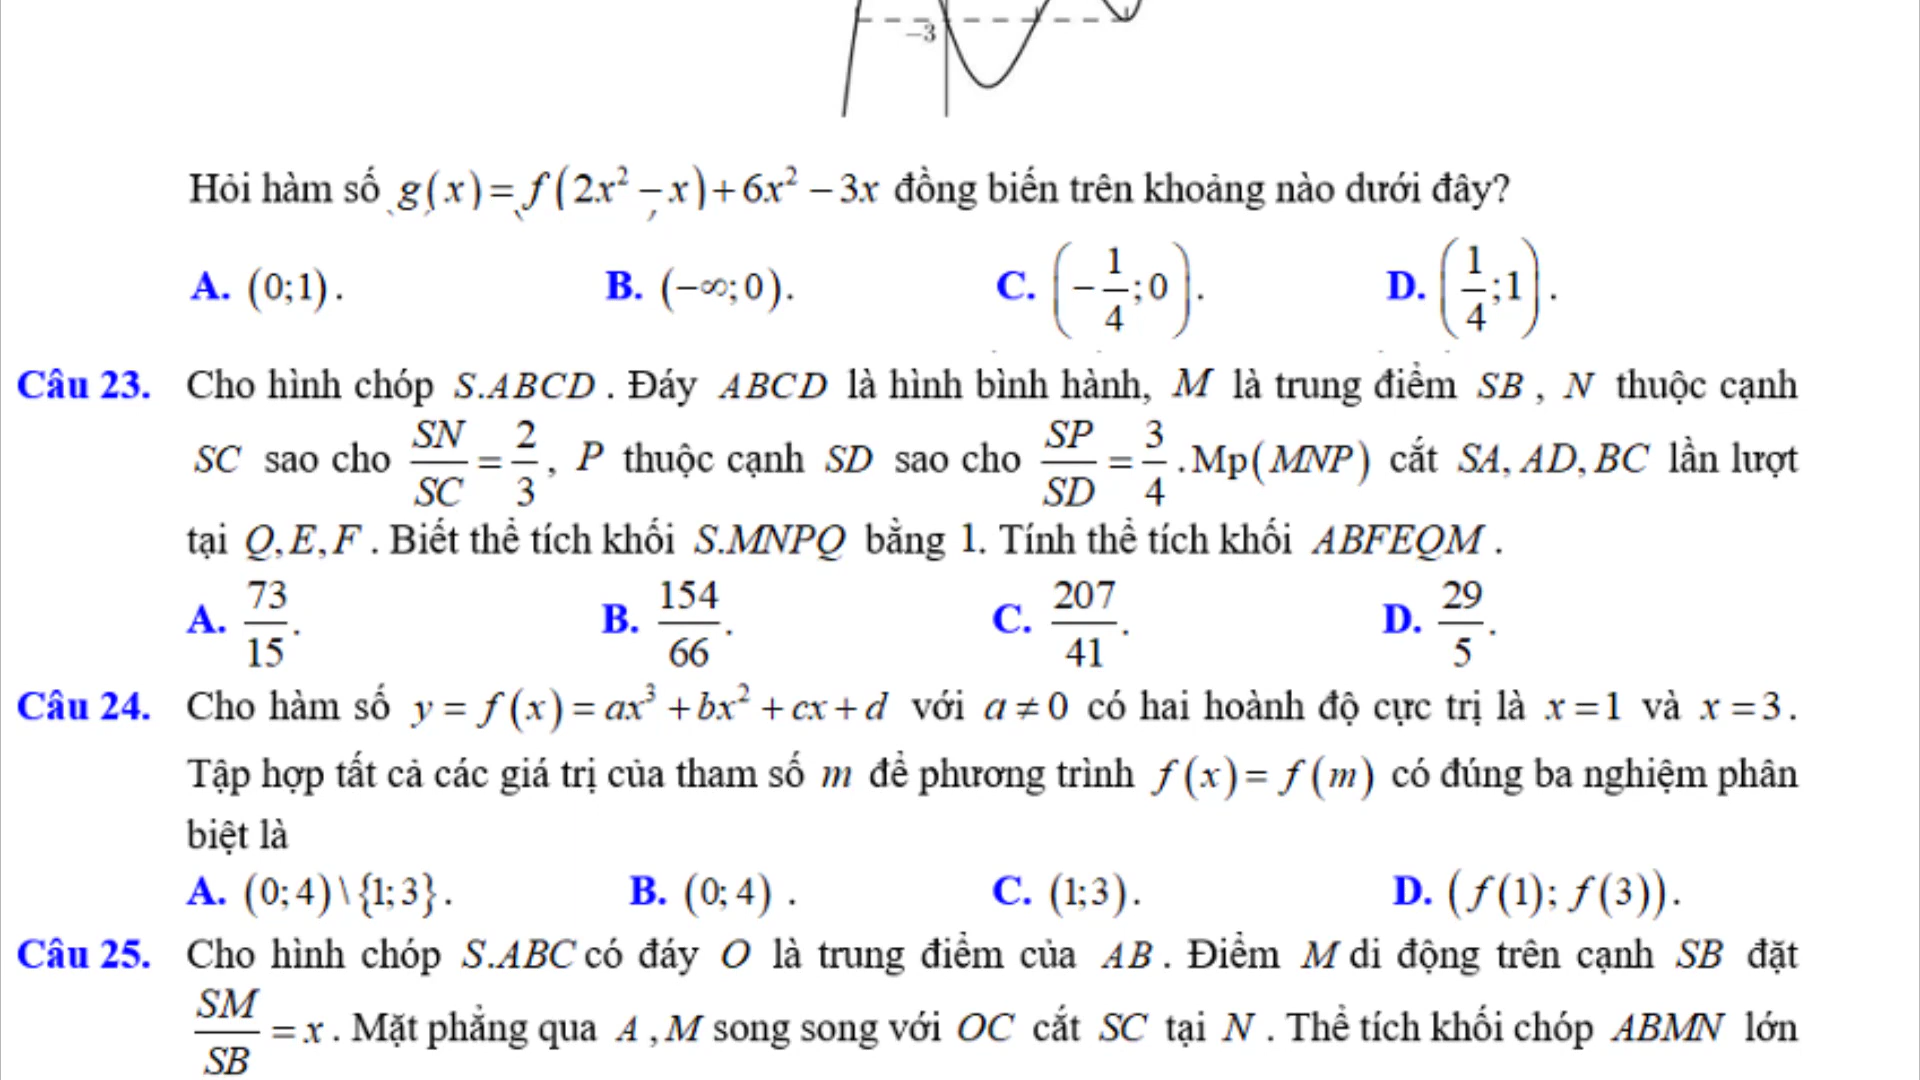 -3
Hỏi hàm số g(x)=f(2x²-x)+6x²-3x đồng biến trên khoảng nào dưới đây?
A. (0;1). B. (-∞;0). C. (-1/4;0). D. (1/4;1).
Câu 23. Cho hình chóp S.ABCD. Đáy ABCD là hình bình hành, M là trung điểm SB, N thuộc cạnh
SC sao cho SN/SC=2/3, P thuộc cạnh SD sao cho SP/SD=3/4. Mp(MNP) cắt SA, AD, BC lần lượt
tại Q,E,F. Biết thể tích khối S.MNPQ bằng 1. Tính thể tích khối ABFEQM.
A. 73/15. B. 154/66. C. 207/41. D. 29/5.
Câu 24. Cho hàm số y=f(x)=ax³+bx²+cx+d với a≠0 có hai hoành độ cực trị là x=1 và x=3.
Tập hợp tất cả các giá trị của tham số m để phương trình f(x)=f(m) có đúng ba nghiệm phân
biệt là
A. (0;4)\{1;3}. B. (0;4). C. (1;3). D. (f(1);f(3)).
Câu 25. Cho hình chóp S.ABC có đáy O là trung điểm của AB. Điểm M di động trên cạnh SB đặt
SM/SB=x. Mặt phẳng qua A,M song song với OC cắt SC tại N. Thể tích khối chóp ABMN lớn